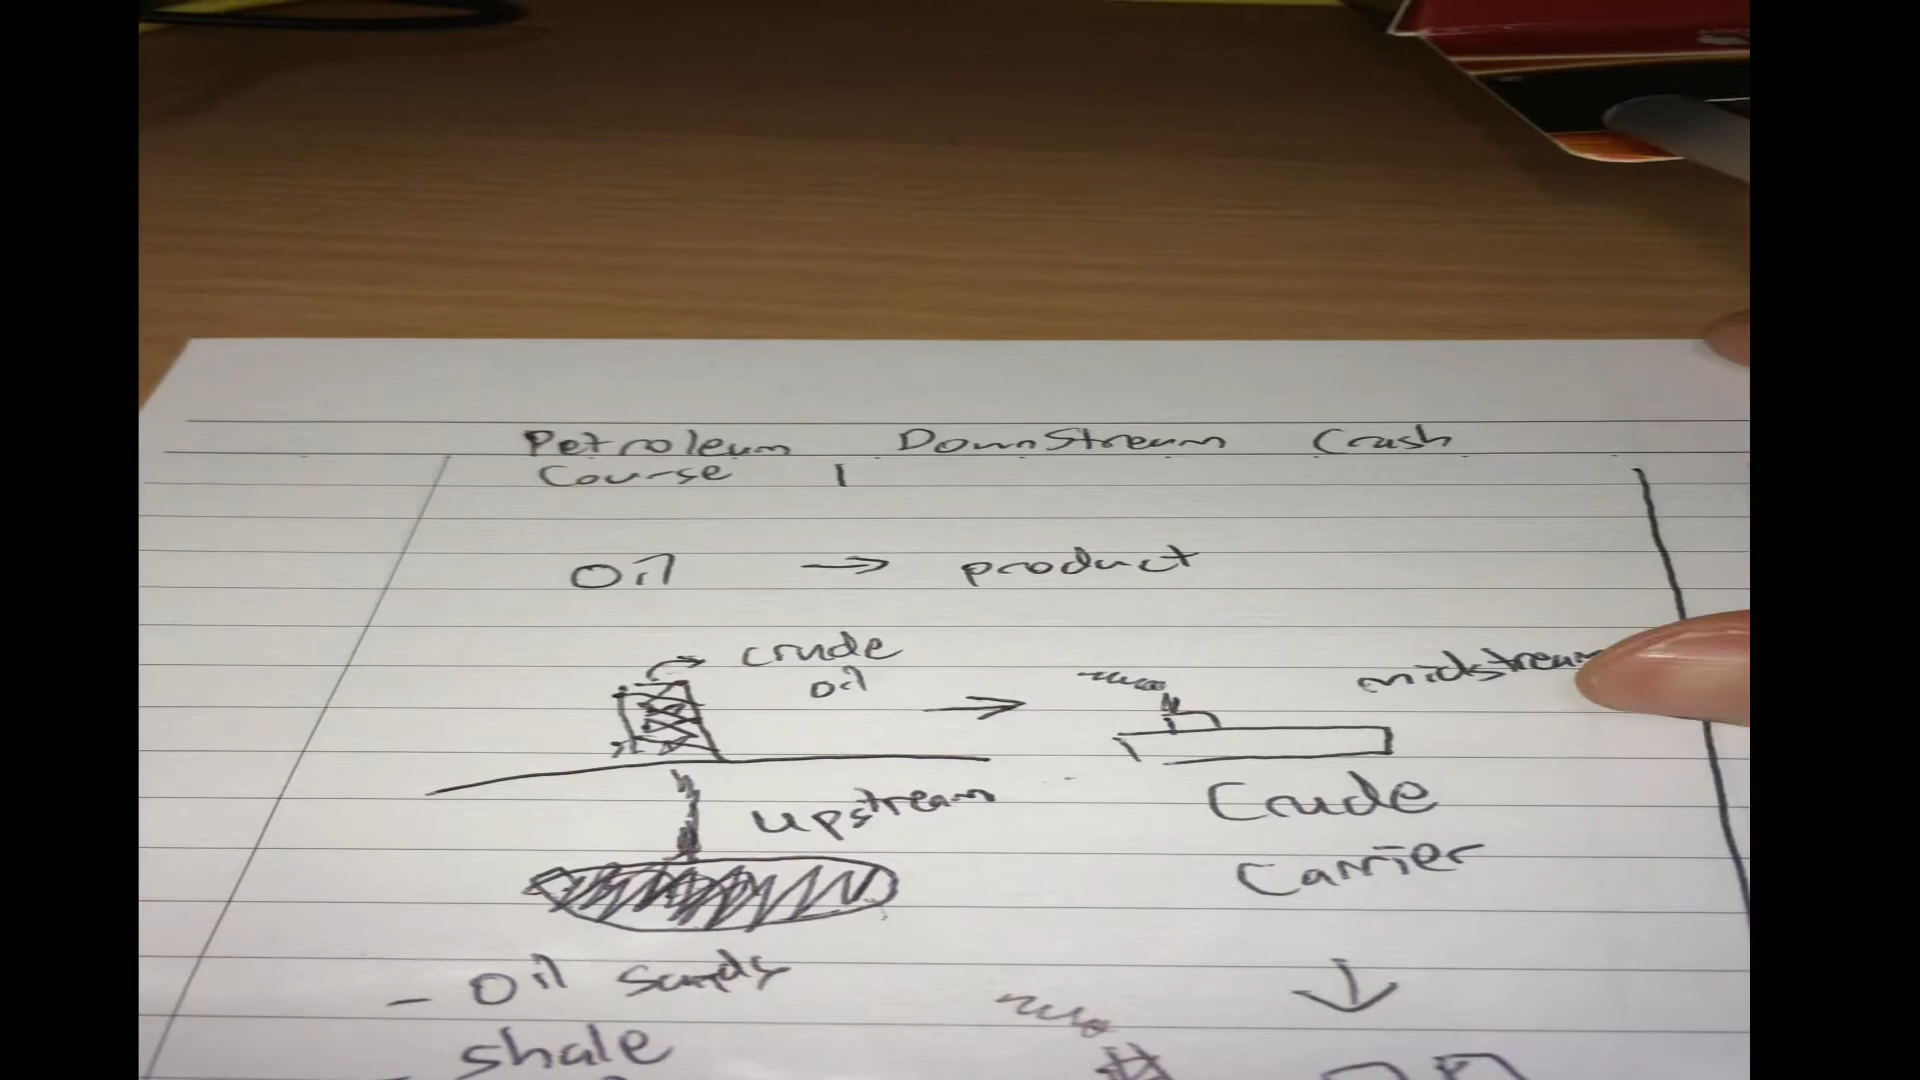 Petroleum Downstream Crash
Course 1
Oil → product
crude
oil
→
midstream
upstream
Crude
Carrier
- Oil Sands
shale